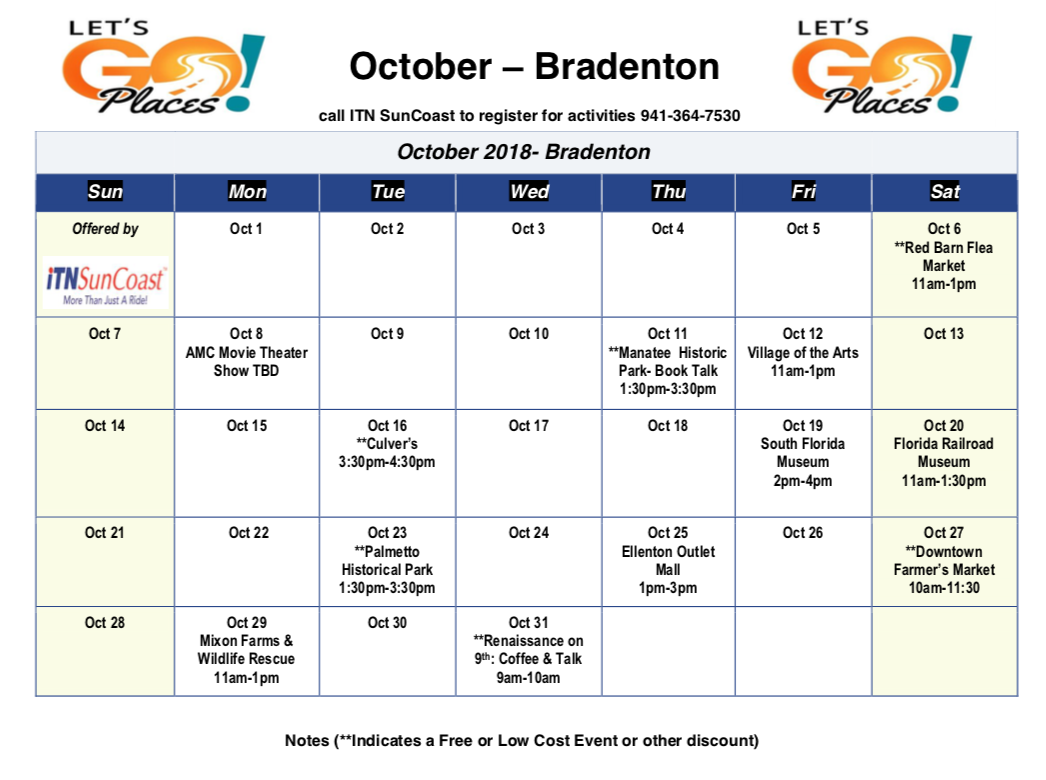 LET'S
GO!
Places
October – Bradenton
LET'S
GO!
Places
call ITN SunCoast to register for activities 941-364-7530
October 2018- Bradenton
Sun Mon Tue Wed Thu Fri Sat
Offered by
iTNSunCoast
More Than Just A Ride!
Oct 1
Oct 2
Oct 3
Oct 4
Oct 5
Oct 6
**Red Barn Flea
Market
11am-1pm
Oct 7
Oct 8
AMC Movie Theater
Show TBD
Oct 9
Oct 10
Oct 11
**Manatee Historic
Park- Book Talk
1:30pm-3:30pm
Oct 12
Village of the Arts
11am-1pm
Oct 13
Oct 14
Oct 15
Oct 16
**Culver's
3:30pm-4:30pm
Oct 17
Oct 18
Oct 19
South Florida
Museum
2pm-4pm
Oct 20
Florida Railroad
Museum
11am-1:30pm
Oct 21
Oct 22
Oct 23
**Palmetto
Historical Park
1:30pm-3:30pm
Oct 24
Oct 25
Ellenton Outlet
Mall
1pm-3pm
Oct 26
Oct 27
**Downtown
Farmer's Market
10am-11:30
Oct 28
Oct 29
Mixon Farms &
Wildlife Rescue
11am-1pm
Oct 30
Oct 31
**Renaissance on
9th: Coffee & Talk
9am-10am
Notes (**Indicates a Free or Low Cost Event or other discount)